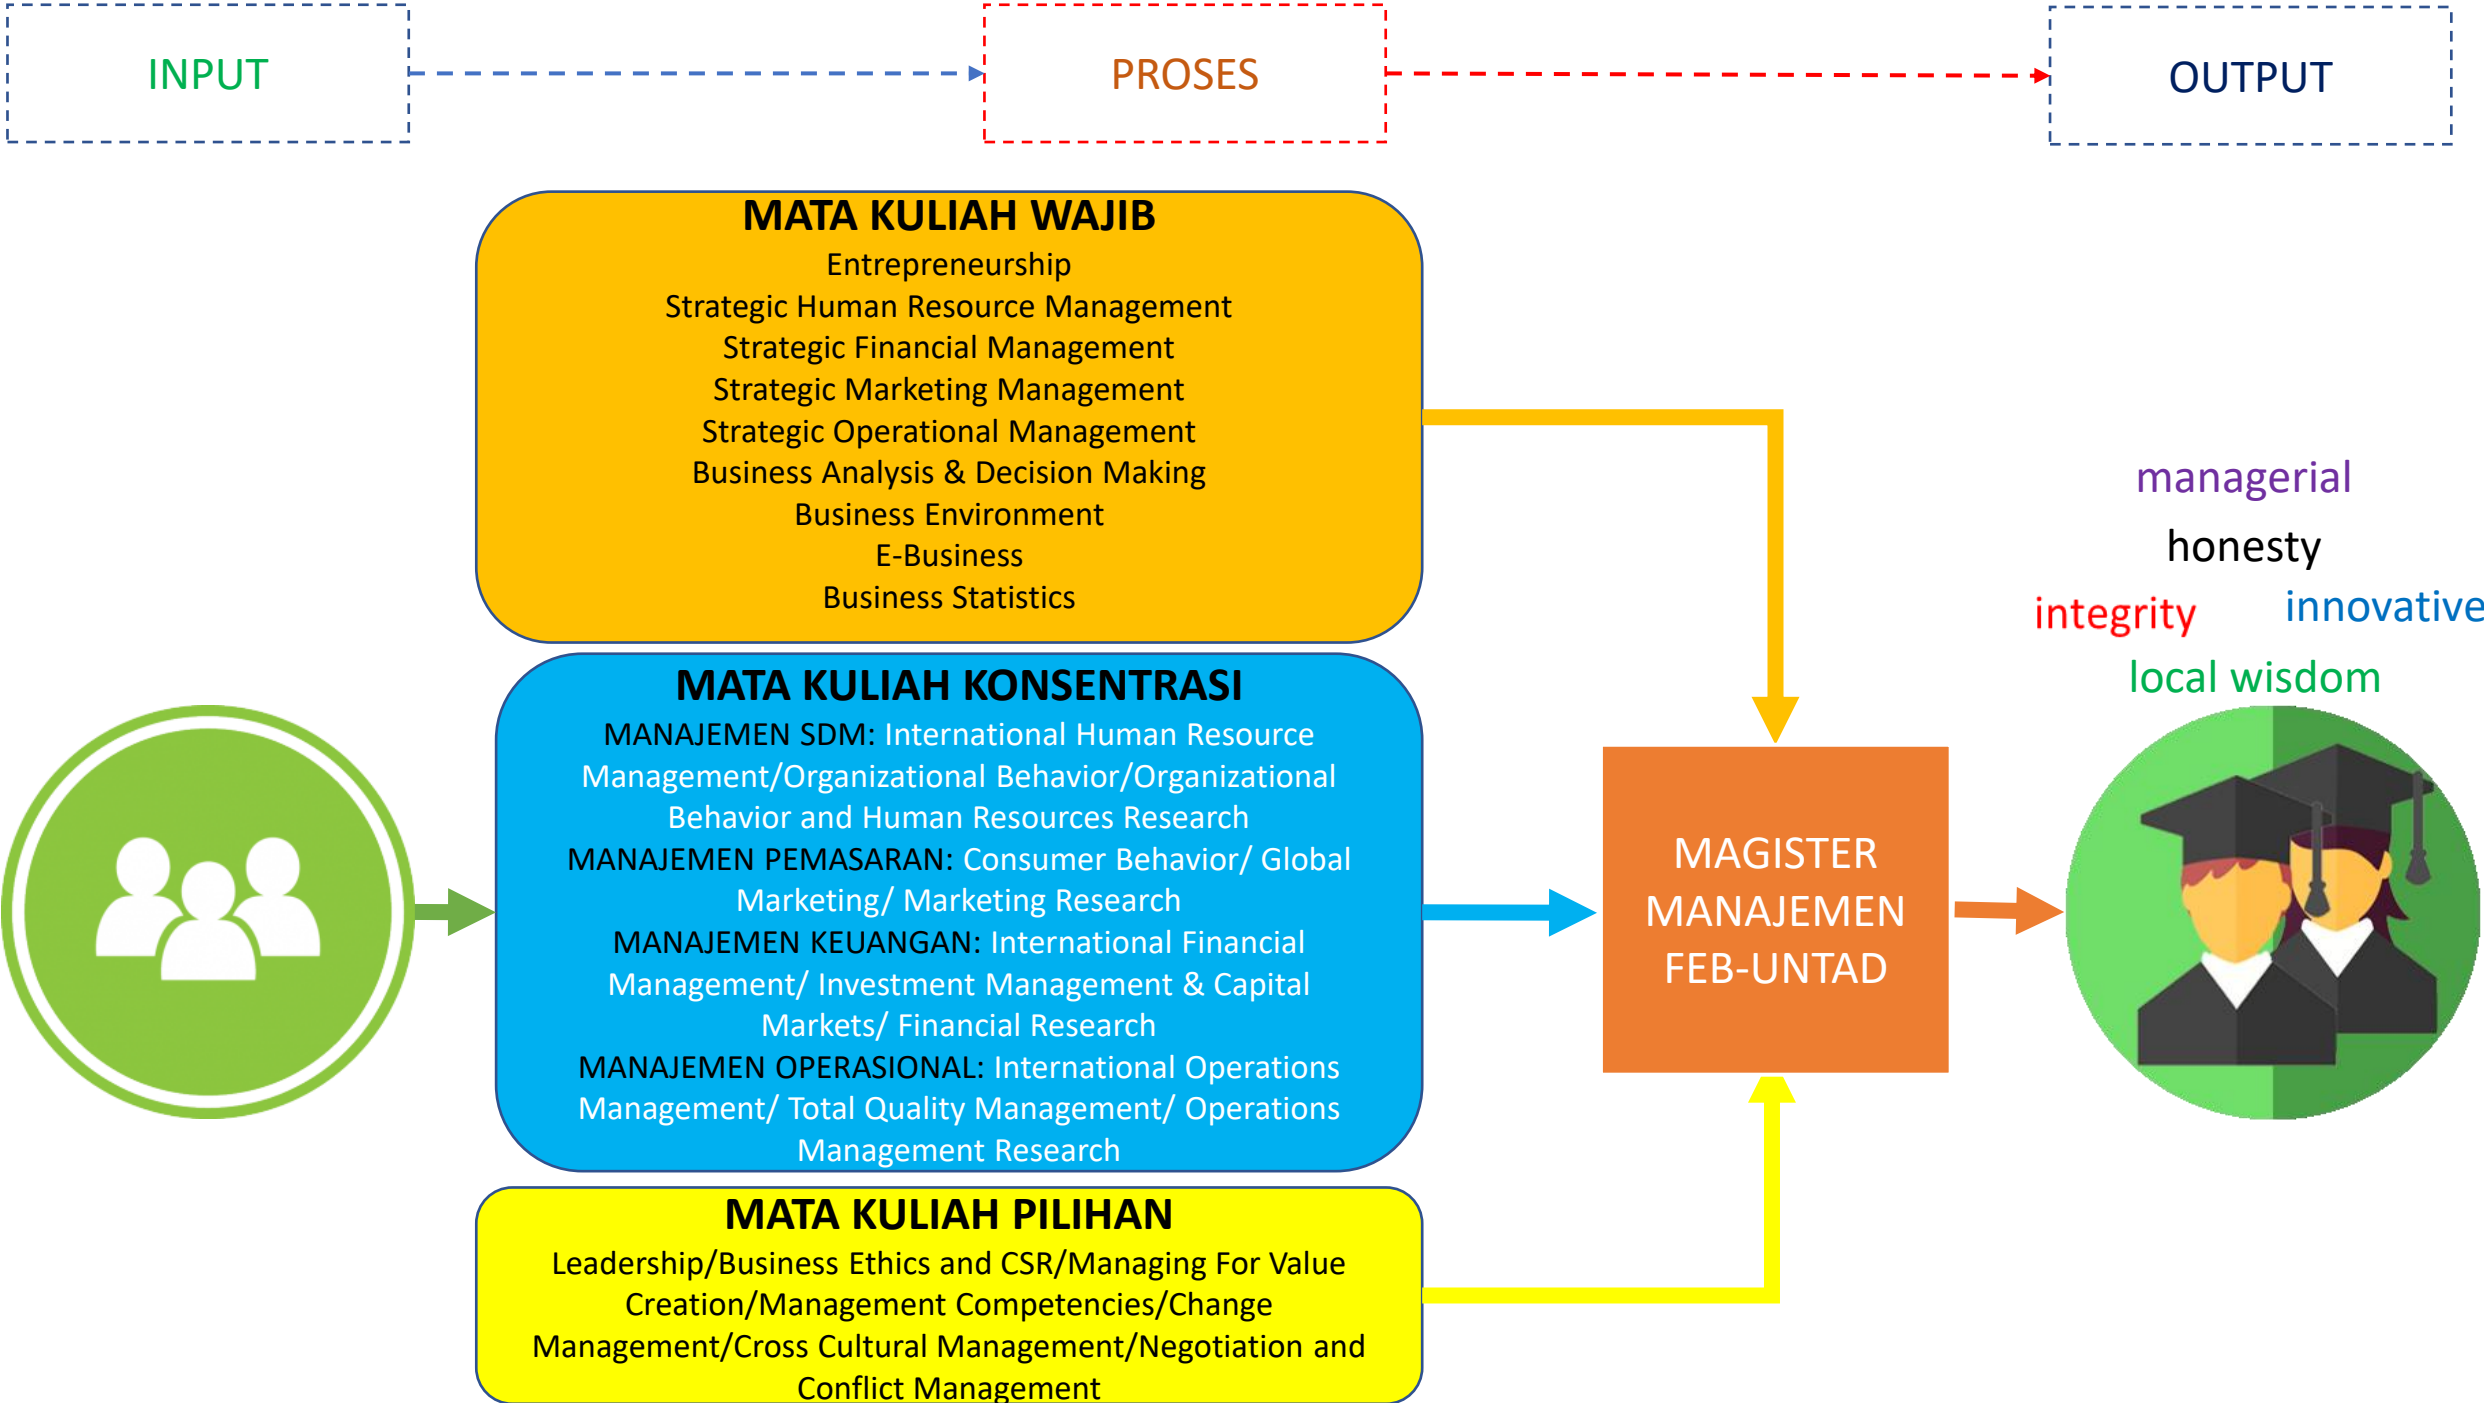 INPUT
PROSES
OUTPUT
MATA KULIAH WAJIB
Entrepreneurship
Strategic Human Resource Management
Strategic Financial Management
Strategic Marketing Management
Strategic Operational Management
Business Analysis & Decision Making
Business Environment
E-Business
Business Statistics
MATA KULIAH KONSENTRASI
MANAJEMEN SDM: International Human Resource
Management/Organizational Behavior/Organizational
Behavior and Human Resources Research
MANAJEMEN PEMASARAN: Consumer Behavior/ Global
Marketing/ Marketing Research
MANAJEMEN KEUANGAN: International Financial
Management/ Investment Management & Capital
Markets/ Financial Research
MANAJEMEN OPERASIONAL: International Operations
Management/ Total Quality Management/ Operations
Management Research
MATA KULIAH PILIHAN
Leadership/Business Ethics and CSR/Managing For Value
Creation/Management Competencies/Change
Management/Cross Cultural Management/Negotiation and
Conflict Management
MAGISTER
MANAJEMEN
FEB-UNTAD
managerial
honesty
integrity
innovative
local wisdom